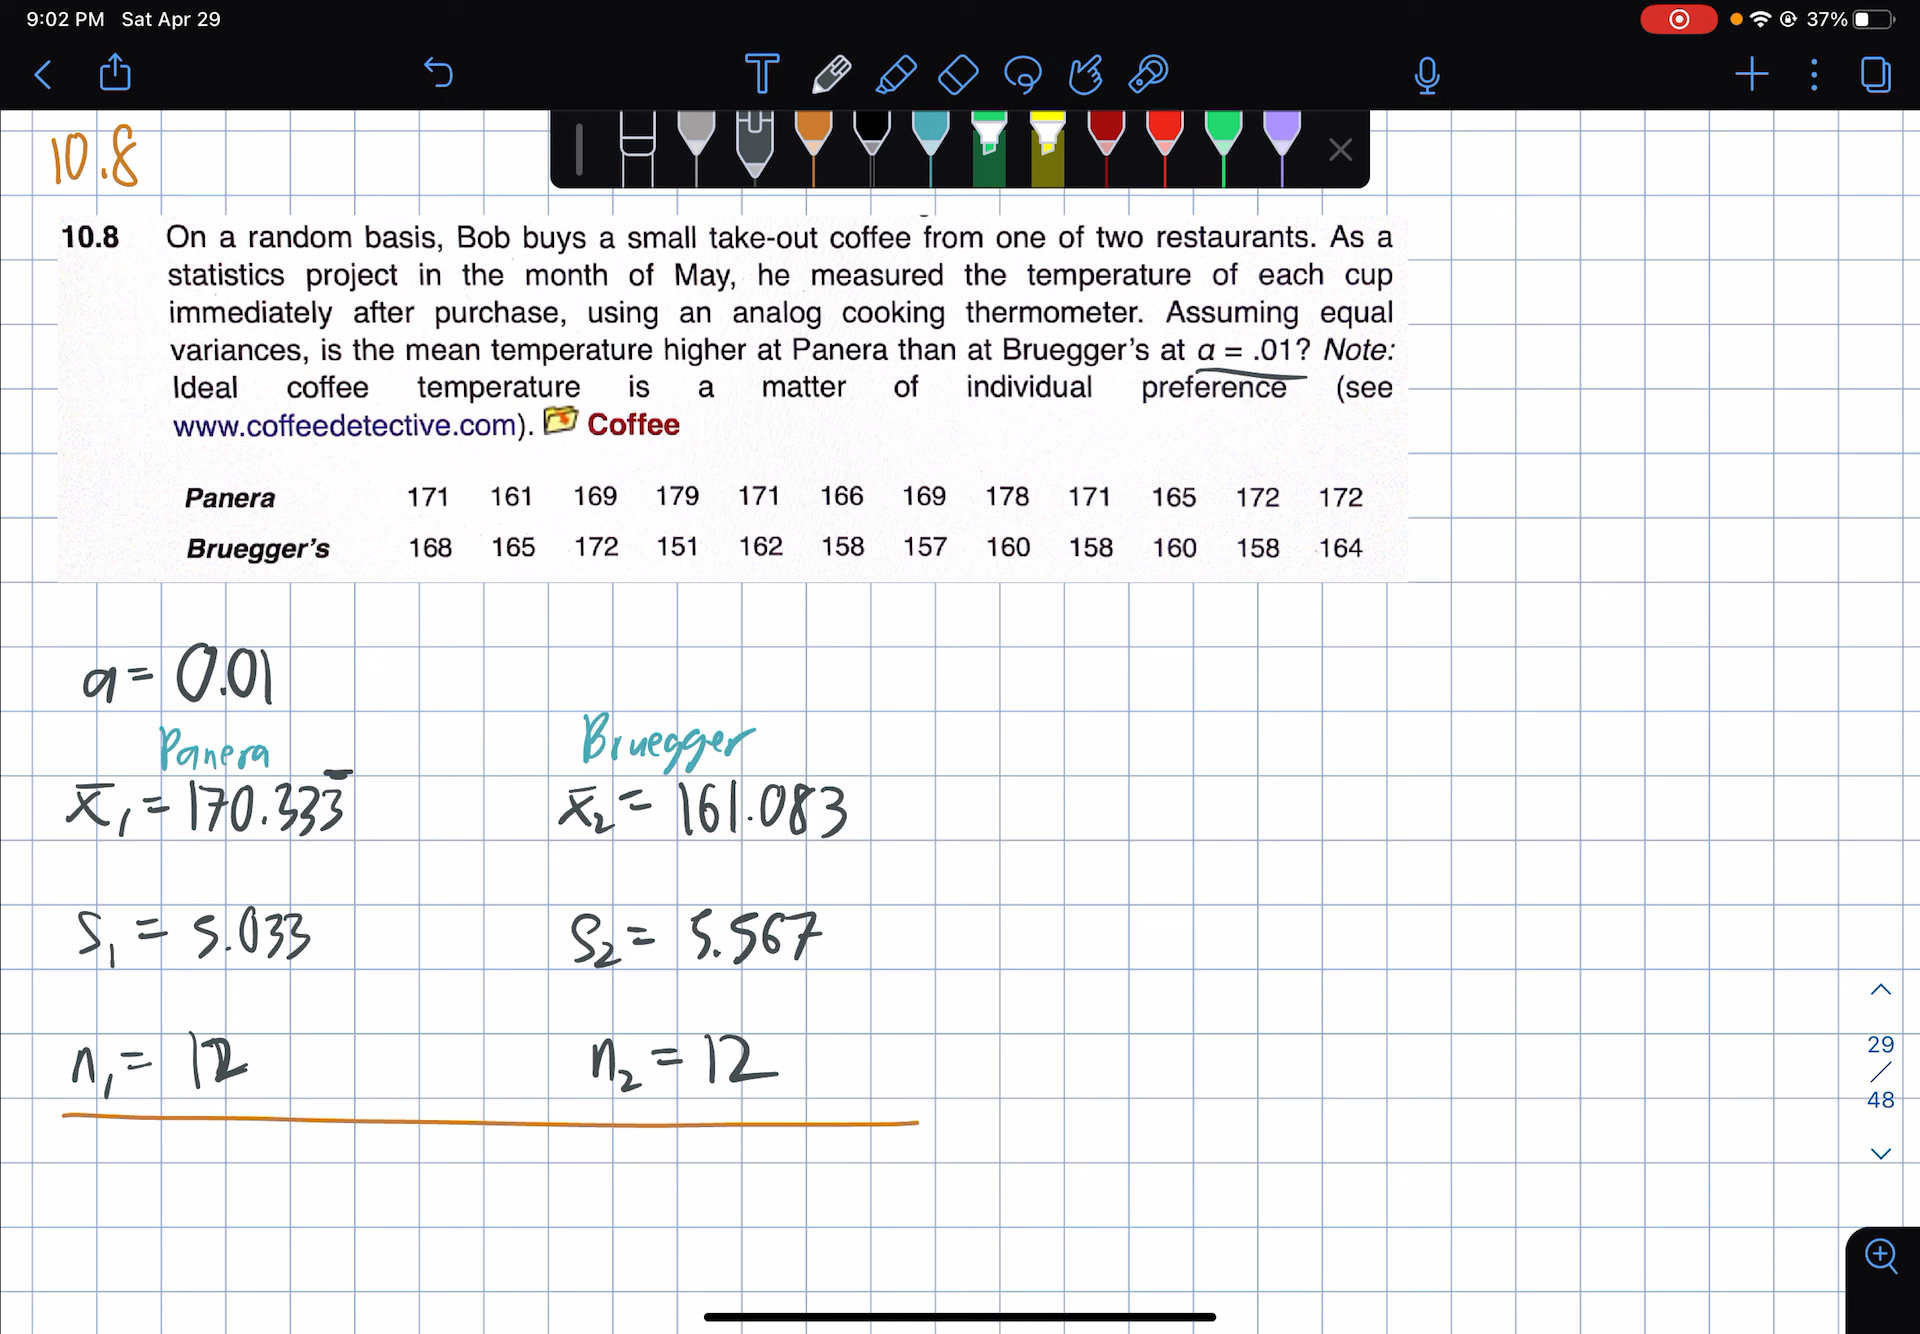 9:02 PM Sat Apr 29
37%
10.8
10.8 On a random basis, Bob buys a small take-out coffee from one of two restaurants. As a
statistics project in the month of May, he measured the temperature of each cup
immediately after purchase, using an analog cooking thermometer. Assuming equal
variances, is the mean temperature higher at Panera than at Bruegger's at α = .01? Note:
Ideal coffee temperature is a matter of individual preference (see
www.coffeedetective.com). Coffee
Panera 171 161 169 179 171 166 169 178 171 165 172 172
Bruegger's 168 165 172 151 162 158 157 160 158 160 158 164
a = 0.01
Panera Bruegger
x̄₁ = 170.333̅ x̄₂ = 161.083
S₁ = 5.033 S₂ = 5.567
n₁ = 12 n₂ = 12
29
/
48